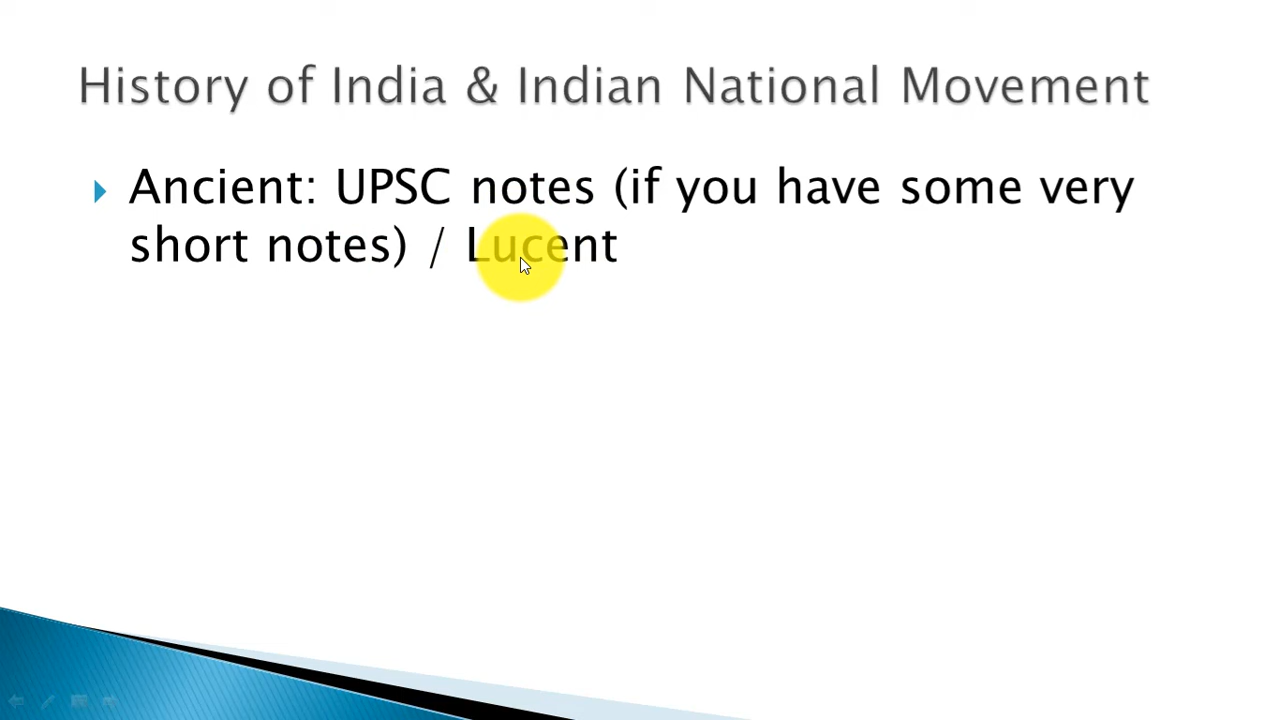 History of India & Indian National Movement
Ancient: UPSC notes (if you have some very
short notes) / Lucent